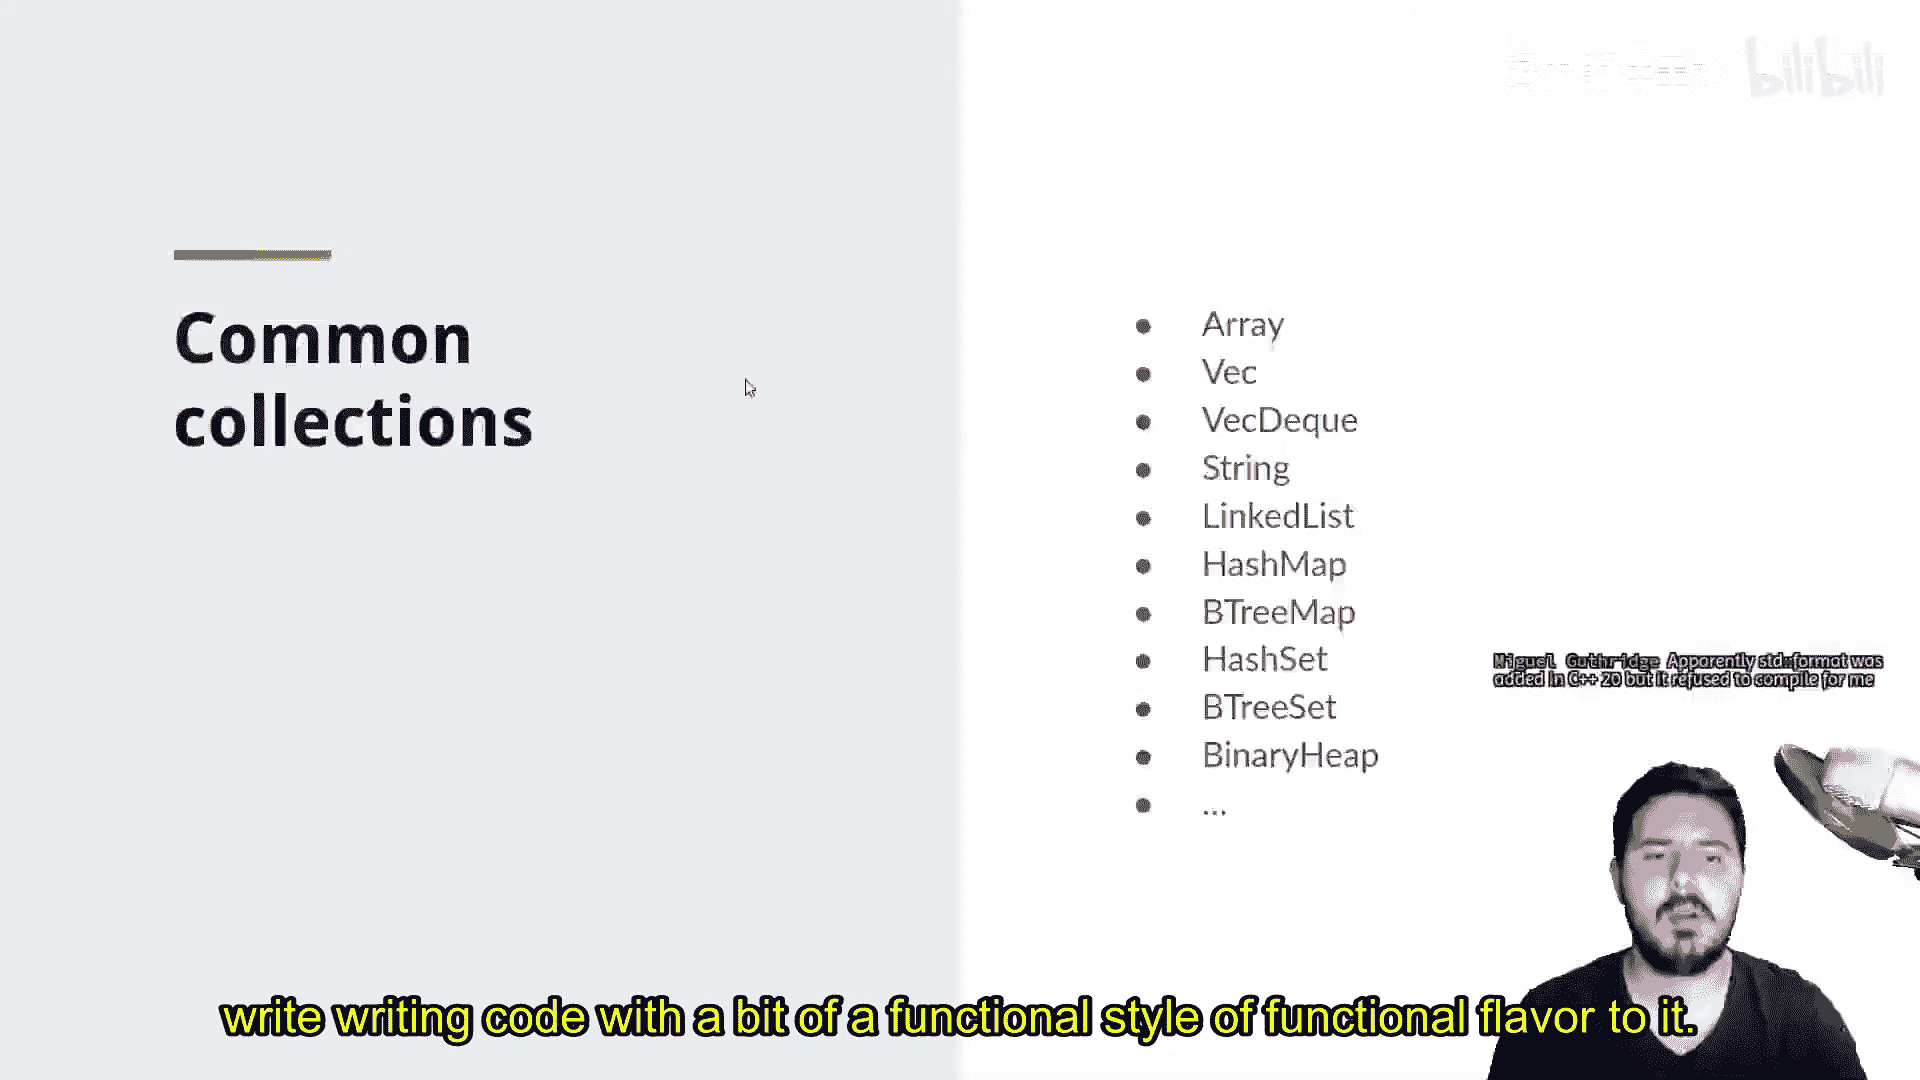 bilibili
Common
collections
Array
Vec
VecDeque
String
LinkedList
HashMap
BTreeMap
HashSet
BTreeSet
BinaryHeap
...
Miguel Guthridge Apparently std::format was
added in C++ 20 but it refused to compile for me
write writing code with a bit of a functional style of functional flavor to it.